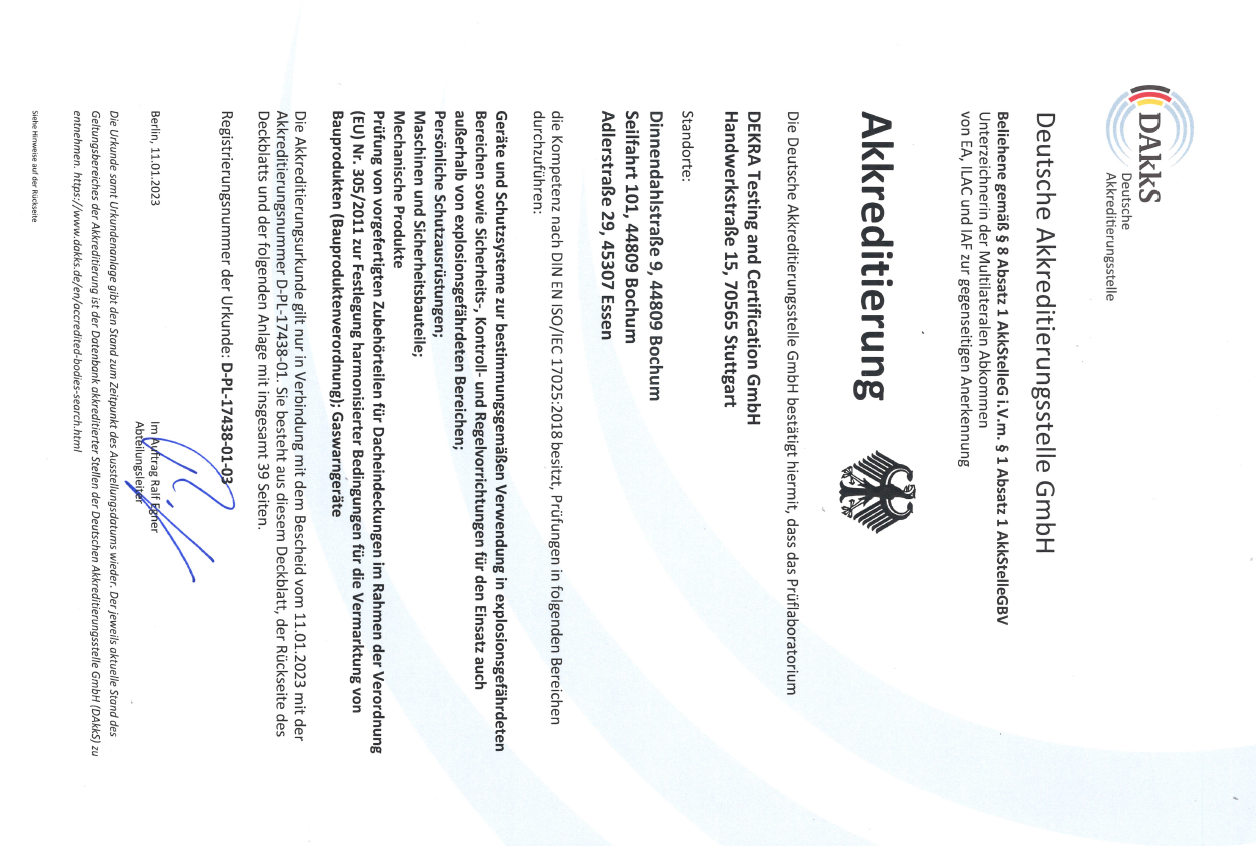 DAkkS
Deutsche
Akkreditierungsstelle
Deutsche Akkreditierungsstelle GmbH
Beliehene gemäß § 8 Absatz 1 AkkStelleG i.V.m. § 1 Absatz 1 AkkStelleGBV
Unterzeichnerin der Multilateralen Abkommen
von EA, ILAC und IAF zur gegenseitigen Anerkennung
Akkreditierung
Die Deutsche Akkreditierungsstelle GmbH bestätigt hiermit, dass das Prüflaboratorium
DEKRA Testing and Certification GmbH
Handwerkstraße 15, 70565 Stuttgart
Standorte:
Dinnendahlstraße 9, 44809 Bochum
Seilfahrt 101, 44809 Bochum
Adlerstraße 29, 45307 Essen
die Kompetenz nach DIN EN ISO/IEC 17025:2018 besitzt, Prüfungen in folgenden Bereichen
durchzuführen:
Geräte und Schutzsysteme zur bestimmungsgemäßen Verwendung in explosionsgefährdeten
Bereichen sowie Sicherheits-, Kontroll- und Regelvorrichtungen für den Einsatz auch
außerhalb von explosionsgefährdeten Bereichen;
Persönliche Schutzausrüstungen;
Maschinen und Sicherheitsbauteile;
Mechanische Produkte
Prüfung von vorgefertigten Zubehörteilen für Dacheindeckungen im Rahmen der Verordnung
(EU) Nr. 305/2011 zur Festlegung harmonisierter Bedingungen für die Vermarktung von
Bauprodukten (Bauproduktenverordnung); Gaswarngeräte
Die Akkreditierungsurkunde gilt nur in Verbindung mit dem Bescheid vom 11.01.2023 mit der
Akkreditierungsnummer D-PL-17438-01. Sie besteht aus diesem Deckblatt, der Rückseite des
Deckblatts und der folgenden Anlage mit insgesamt 39 Seiten.
Registrierungsnummer der Urkunde: D-PL-17438-01-03
Berlin, 11.01.2023
Im Auftrag Ralf Egner
Abteilungsleiter
Die Urkunde samt Urkundenanlage gibt den Stand zum Zeitpunkt des Ausstellungsdatums wieder. Der jeweils aktuelle Stand des
Geltungsbereiches der Akkreditierung ist der Datenbank akkreditierter Stellen der Deutschen Akkreditierungsstelle GmbH (DAkkS) zu
entnehmen. https://www.dakks.de/en/accredited-bodies-search.html
Siehe Hinweise auf der Rückseite